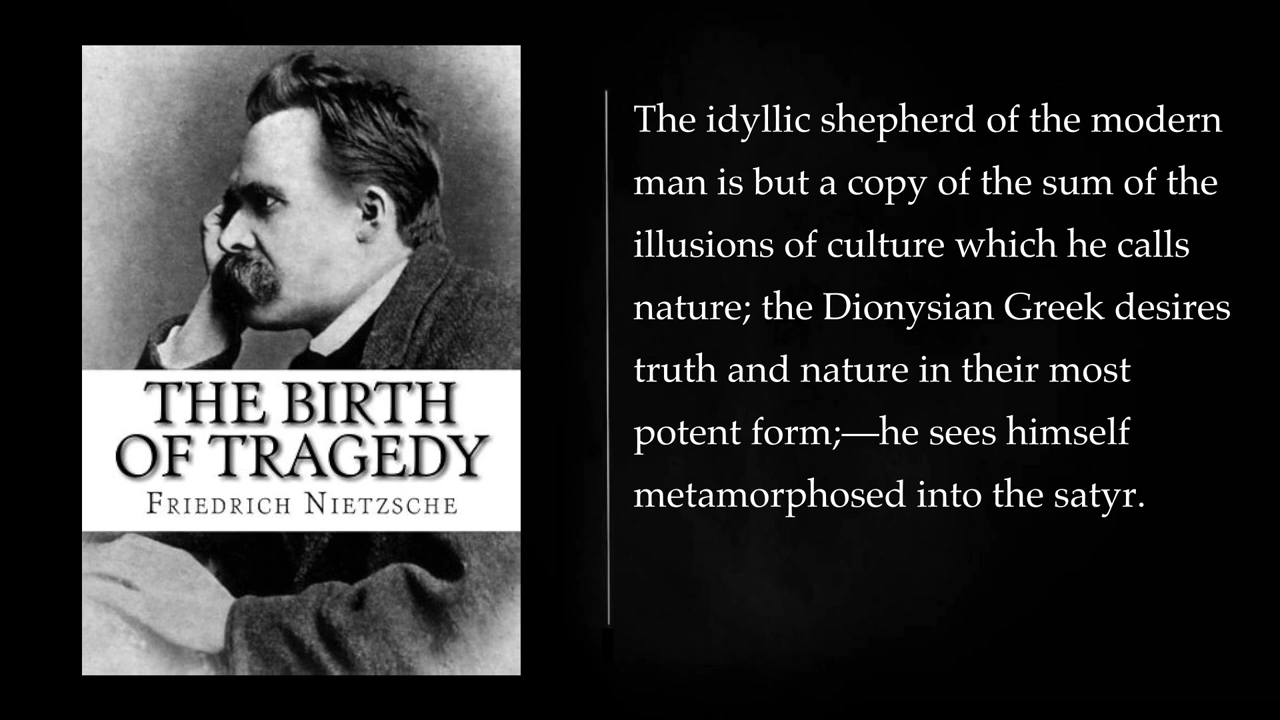 THE BIRTH
OF TRAGEDY
FRIEDRICH NIETZSCHE
The idyllic shepherd of the modern
man is but a copy of the sum of the
illusions of culture which he calls
nature; the Dionysian Greek desires
truth and nature in their most
potent form;—he sees himself
metamorphosed into the satyr.